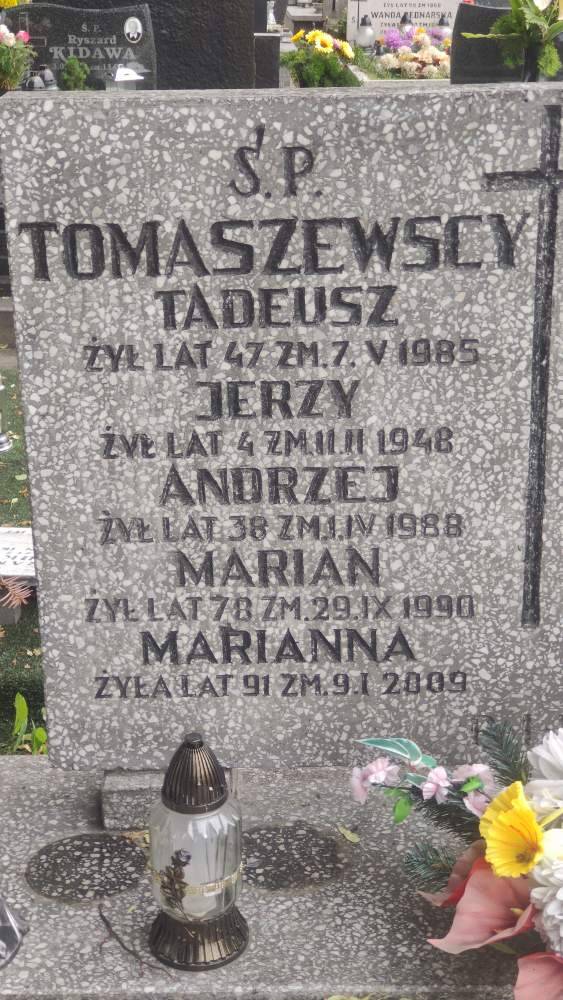 Ś.P.
Ryszard
KIDAWA
WANDA BEDNARSKA
Ś.P.
TOMASZEWSCY
TADEUSZ
ŻYŁ LAT 47 ZM.7.V 1985
JERZY
ŻYŁ LAT 4 ZM.11.II 1948
ANDRZEJ
ŻYŁ LAT 38 ZM.1.IV 1988
MARIAN
ŻYŁ LAT 78 ZM.29.IX 1990
MARIANNA
ŻYŁA LAT 91 ZM.9.I 2009